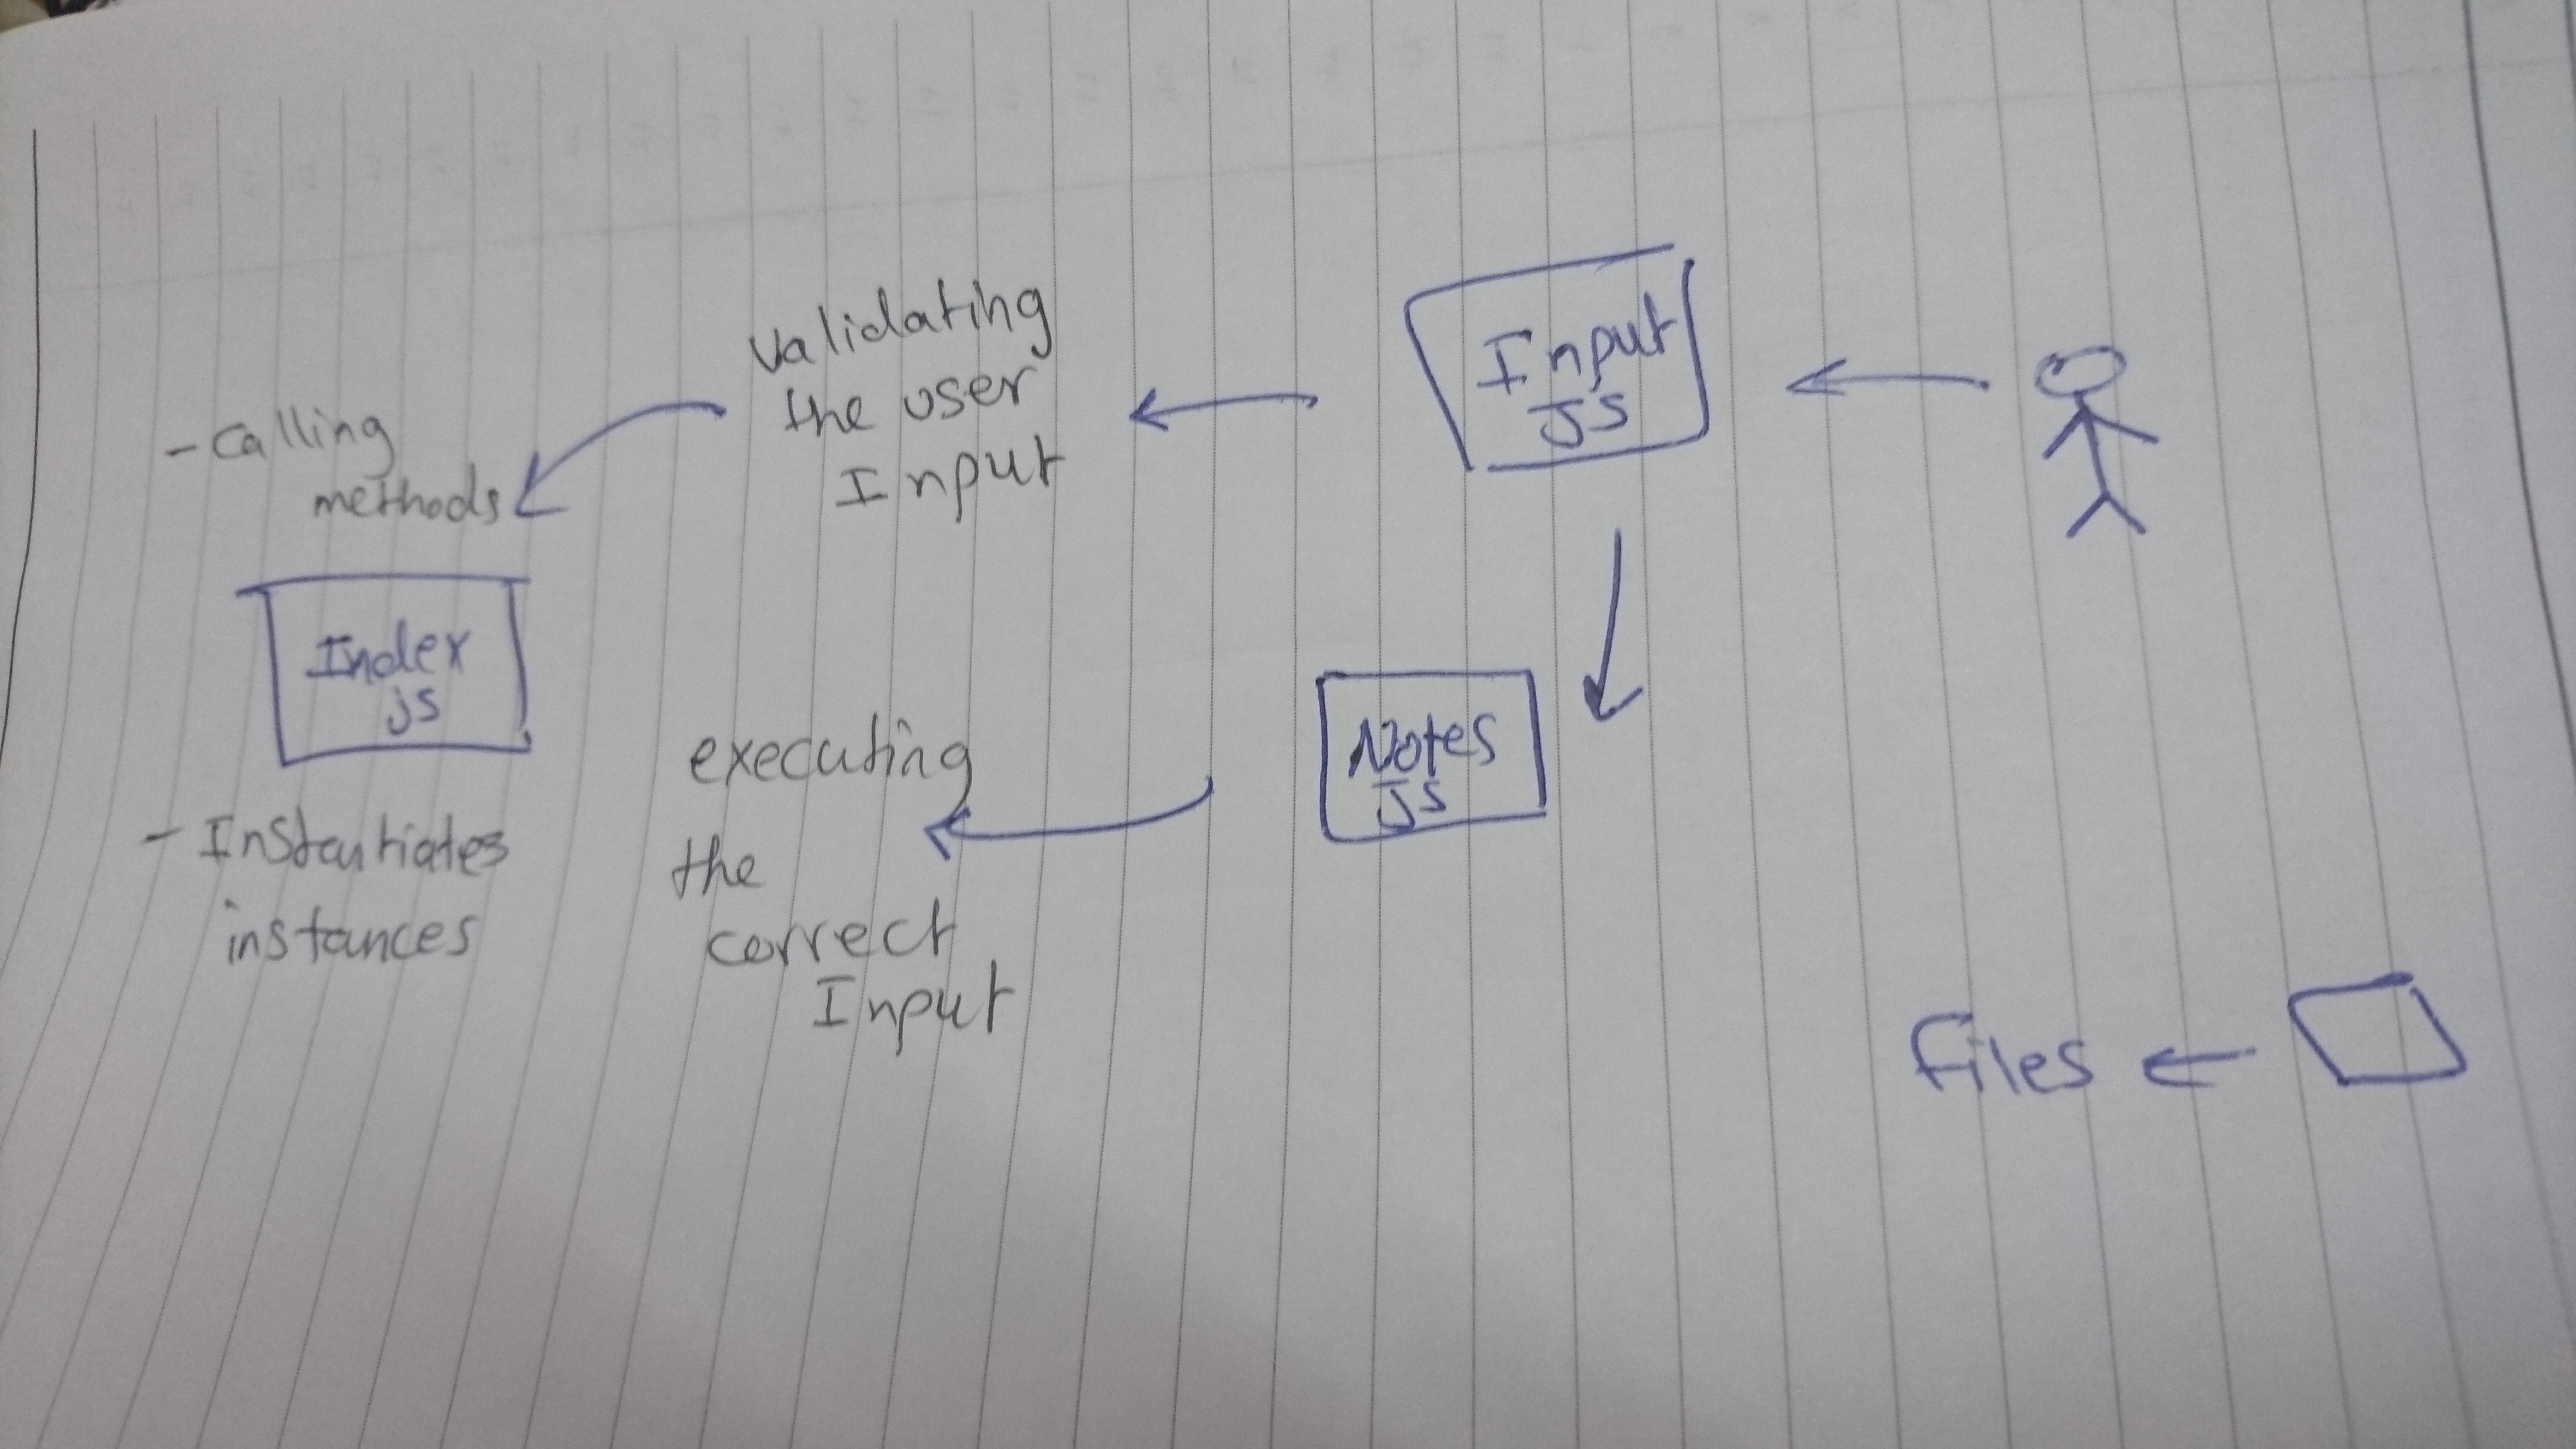 Validating
the user
Input
Input
JS
- Calling
methods
Index
js
Notes
JS
executing
the
correct
Input
- Instantiates
instances
files